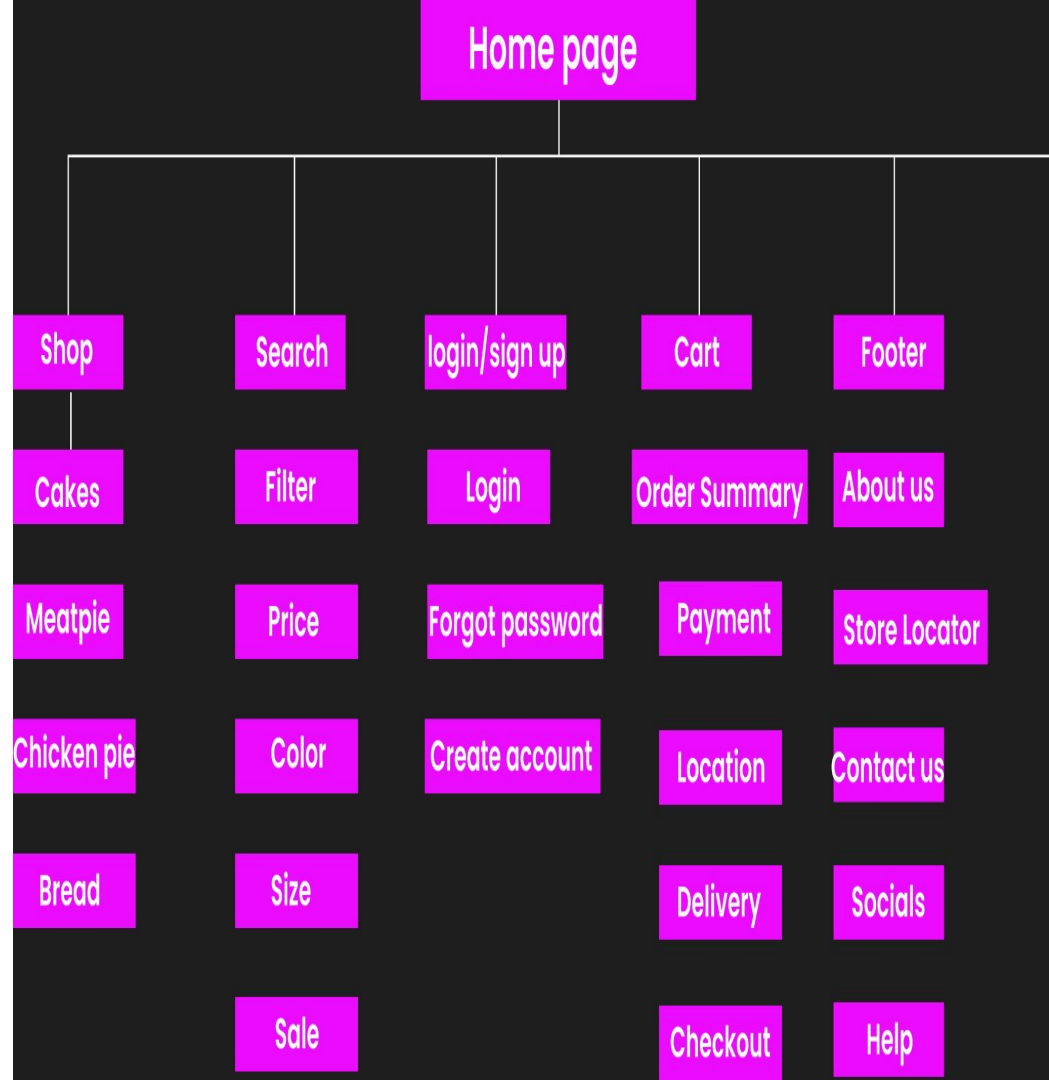 Home page
Shop
Search
login/sign up
Cart
Footer
Cakes
Filter
Login
Order Summary
About us
Meatpie
Price
Forgot password
Payment
Store Locator
Chicken pie
Color
Create account
Location
Contact us
Bread
Size
Delivery
Socials
Sale
Checkout
Help